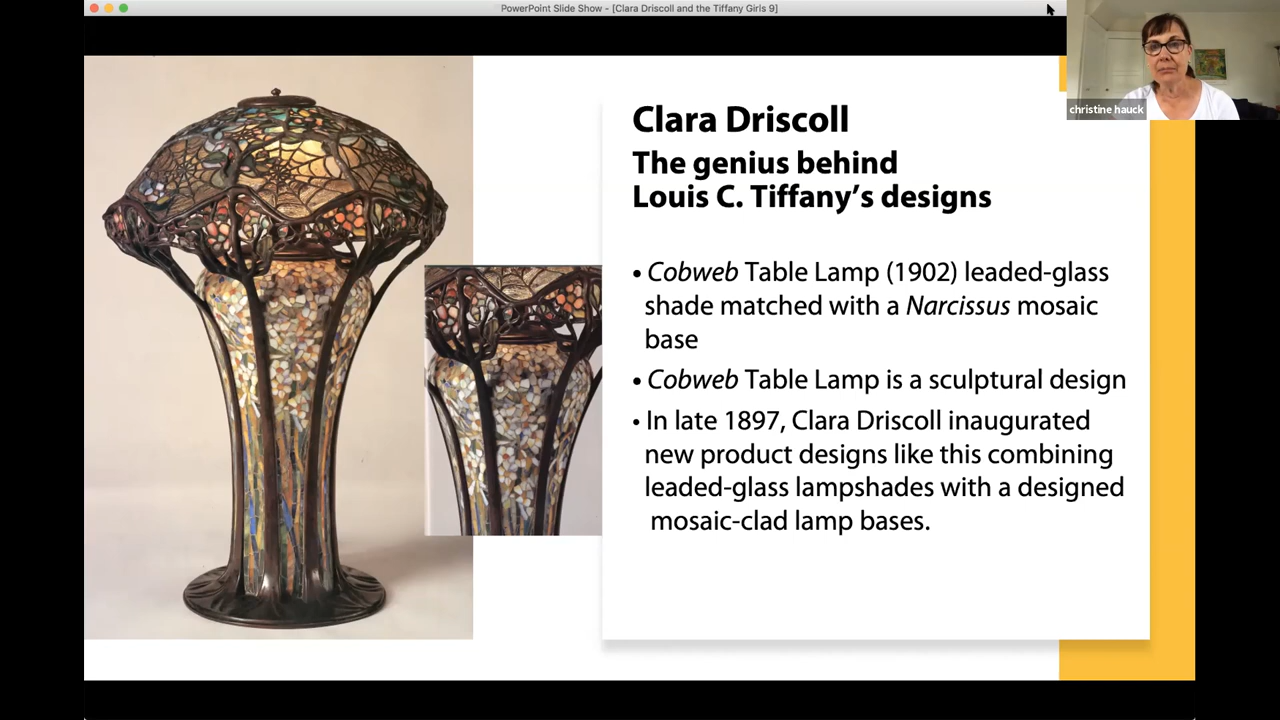 PowerPoint Slide Show - [Clara Driscoll and the Tiffany Girls 9]
christine hauck
Clara Driscoll
The genius behind
Louis C. Tiffany’s designs
• Cobweb Table Lamp (1902) leaded-glass
shade matched with a Narcissus mosaic
base
• Cobweb Table Lamp is a sculptural design
• In late 1897, Clara Driscoll inaugurated
new product designs like this combining
leaded-glass lampshades with a designed
mosaic-clad lamp bases.